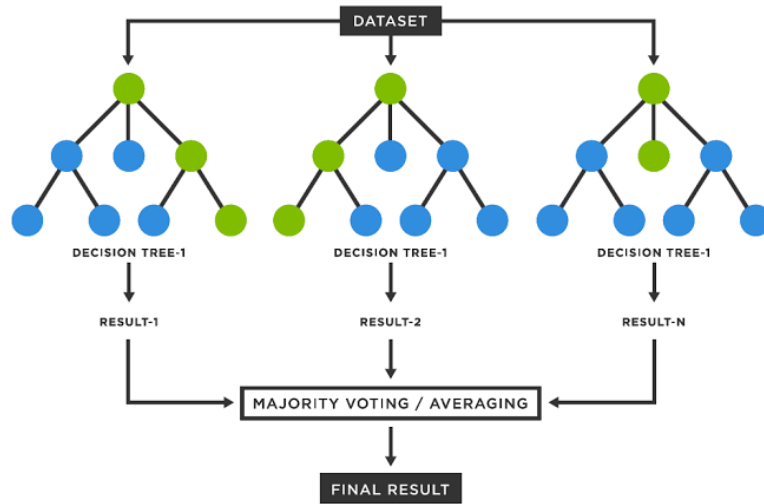 DATASET
DECISION TREE-1
DECISION TREE-1
DECISION TREE-1
RESULT-1
RESULT-2
RESULT-N
MAJORITY VOTING / AVERAGING
FINAL RESULT